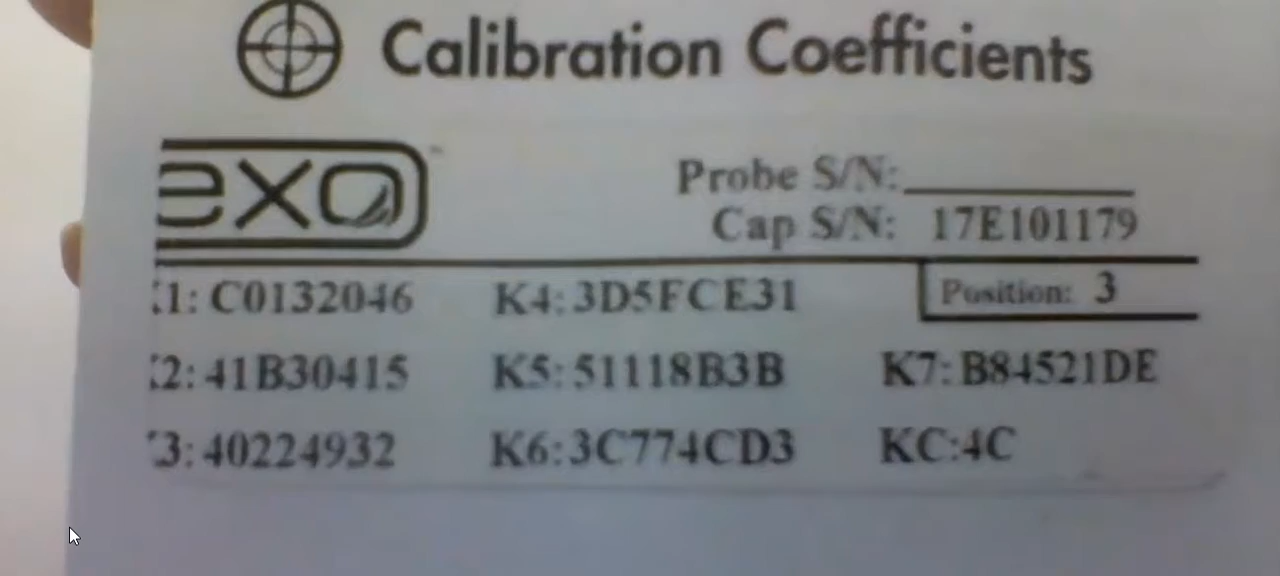 Calibration Coefficients
exo
Probe S/N:
Cap S/N: 17E101179
Position: 3
1: C0132046 K4: 3D5FCE31
2: 41B30415 K5: 51118B3B K7: B84521DE
3: 40224932 K6: 3C774CD3 KC: 4C